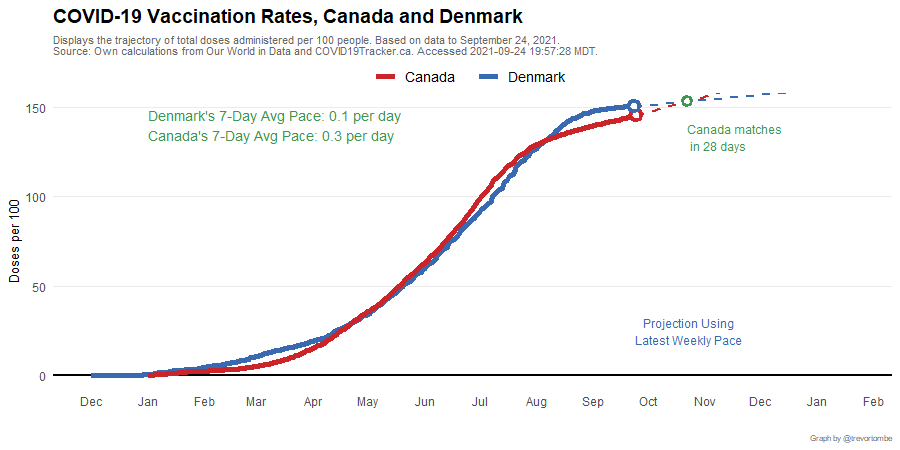 COVID-19 Vaccination Rates, Canada and Denmark
Displays the trajectory of total doses administered per 100 people. Based on data to September 24, 2021.
Source: Own calculations from Our World in Data and COVID19Tracker.ca. Accessed 2021-09-24 19:57:28 MDT.
Canada Denmark
Denmark's 7-Day Avg Pace: 0.1 per day
Canada's 7-Day Avg Pace: 0.3 per day
Canada matches
in 28 days
Projection Using
Latest Weekly Pace
Doses per 100
150
100
50
0
Dec Jan Feb Mar Apr May Jun Jul Aug Sep Oct Nov Dec Jan Feb
Graph by @trevortombe